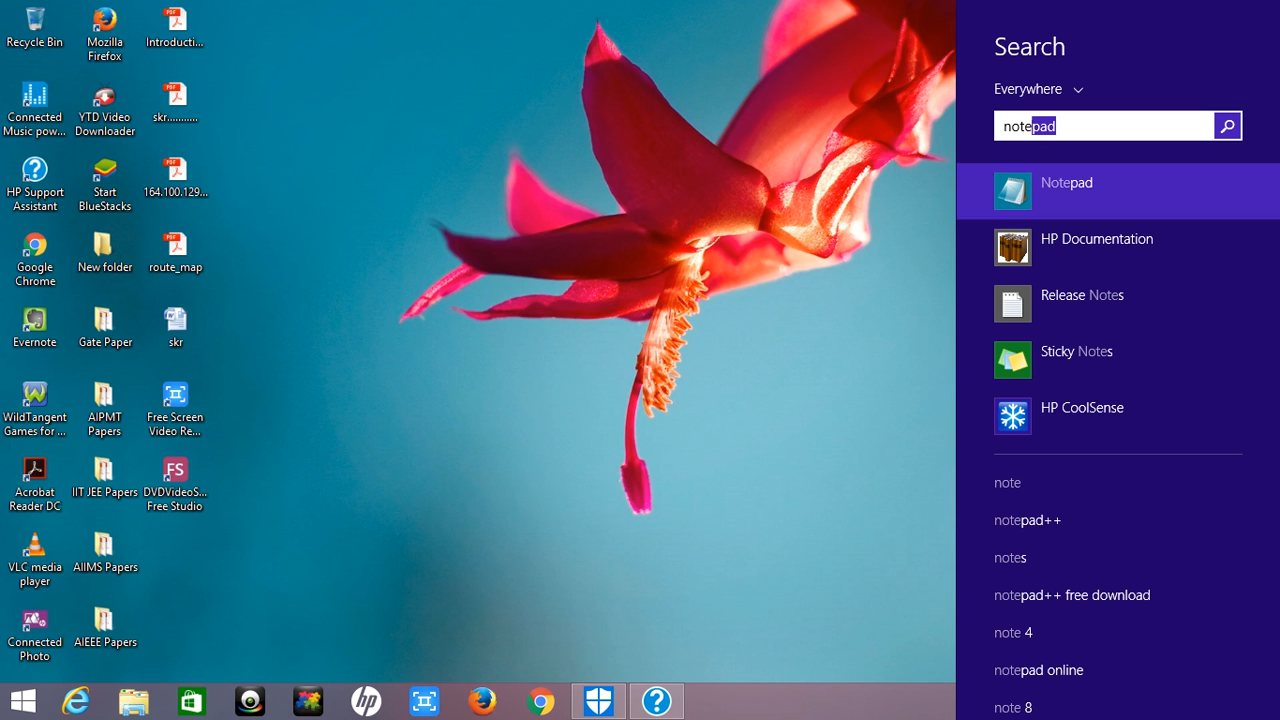 Recycle Bin
Mozilla
Firefox
Introducti...
Connected
Music pow...
YTD Video
Downloader
skr...........
HP Support
Assistant
Start
BlueStacks
164.100.129...
Google
Chrome
New folder
route_map
Evernote
Gate Paper
skr
WildTangent
Games for ...
AIPMT
Papers
Free Screen
Video Re...
Acrobat
Reader DC
IIT JEE Papers
FS
DVDVideoS...
Free Studio
VLC media
player
AIIMS Papers
Connected
Photo
AIEEE Papers
Search
Everywhere
notepad
Notepad
HP Documentation
Release Notes
Sticky Notes
HP CoolSense
note
notepad++
notes
notepad++ free download
note 4
notepad online
note 8
hp